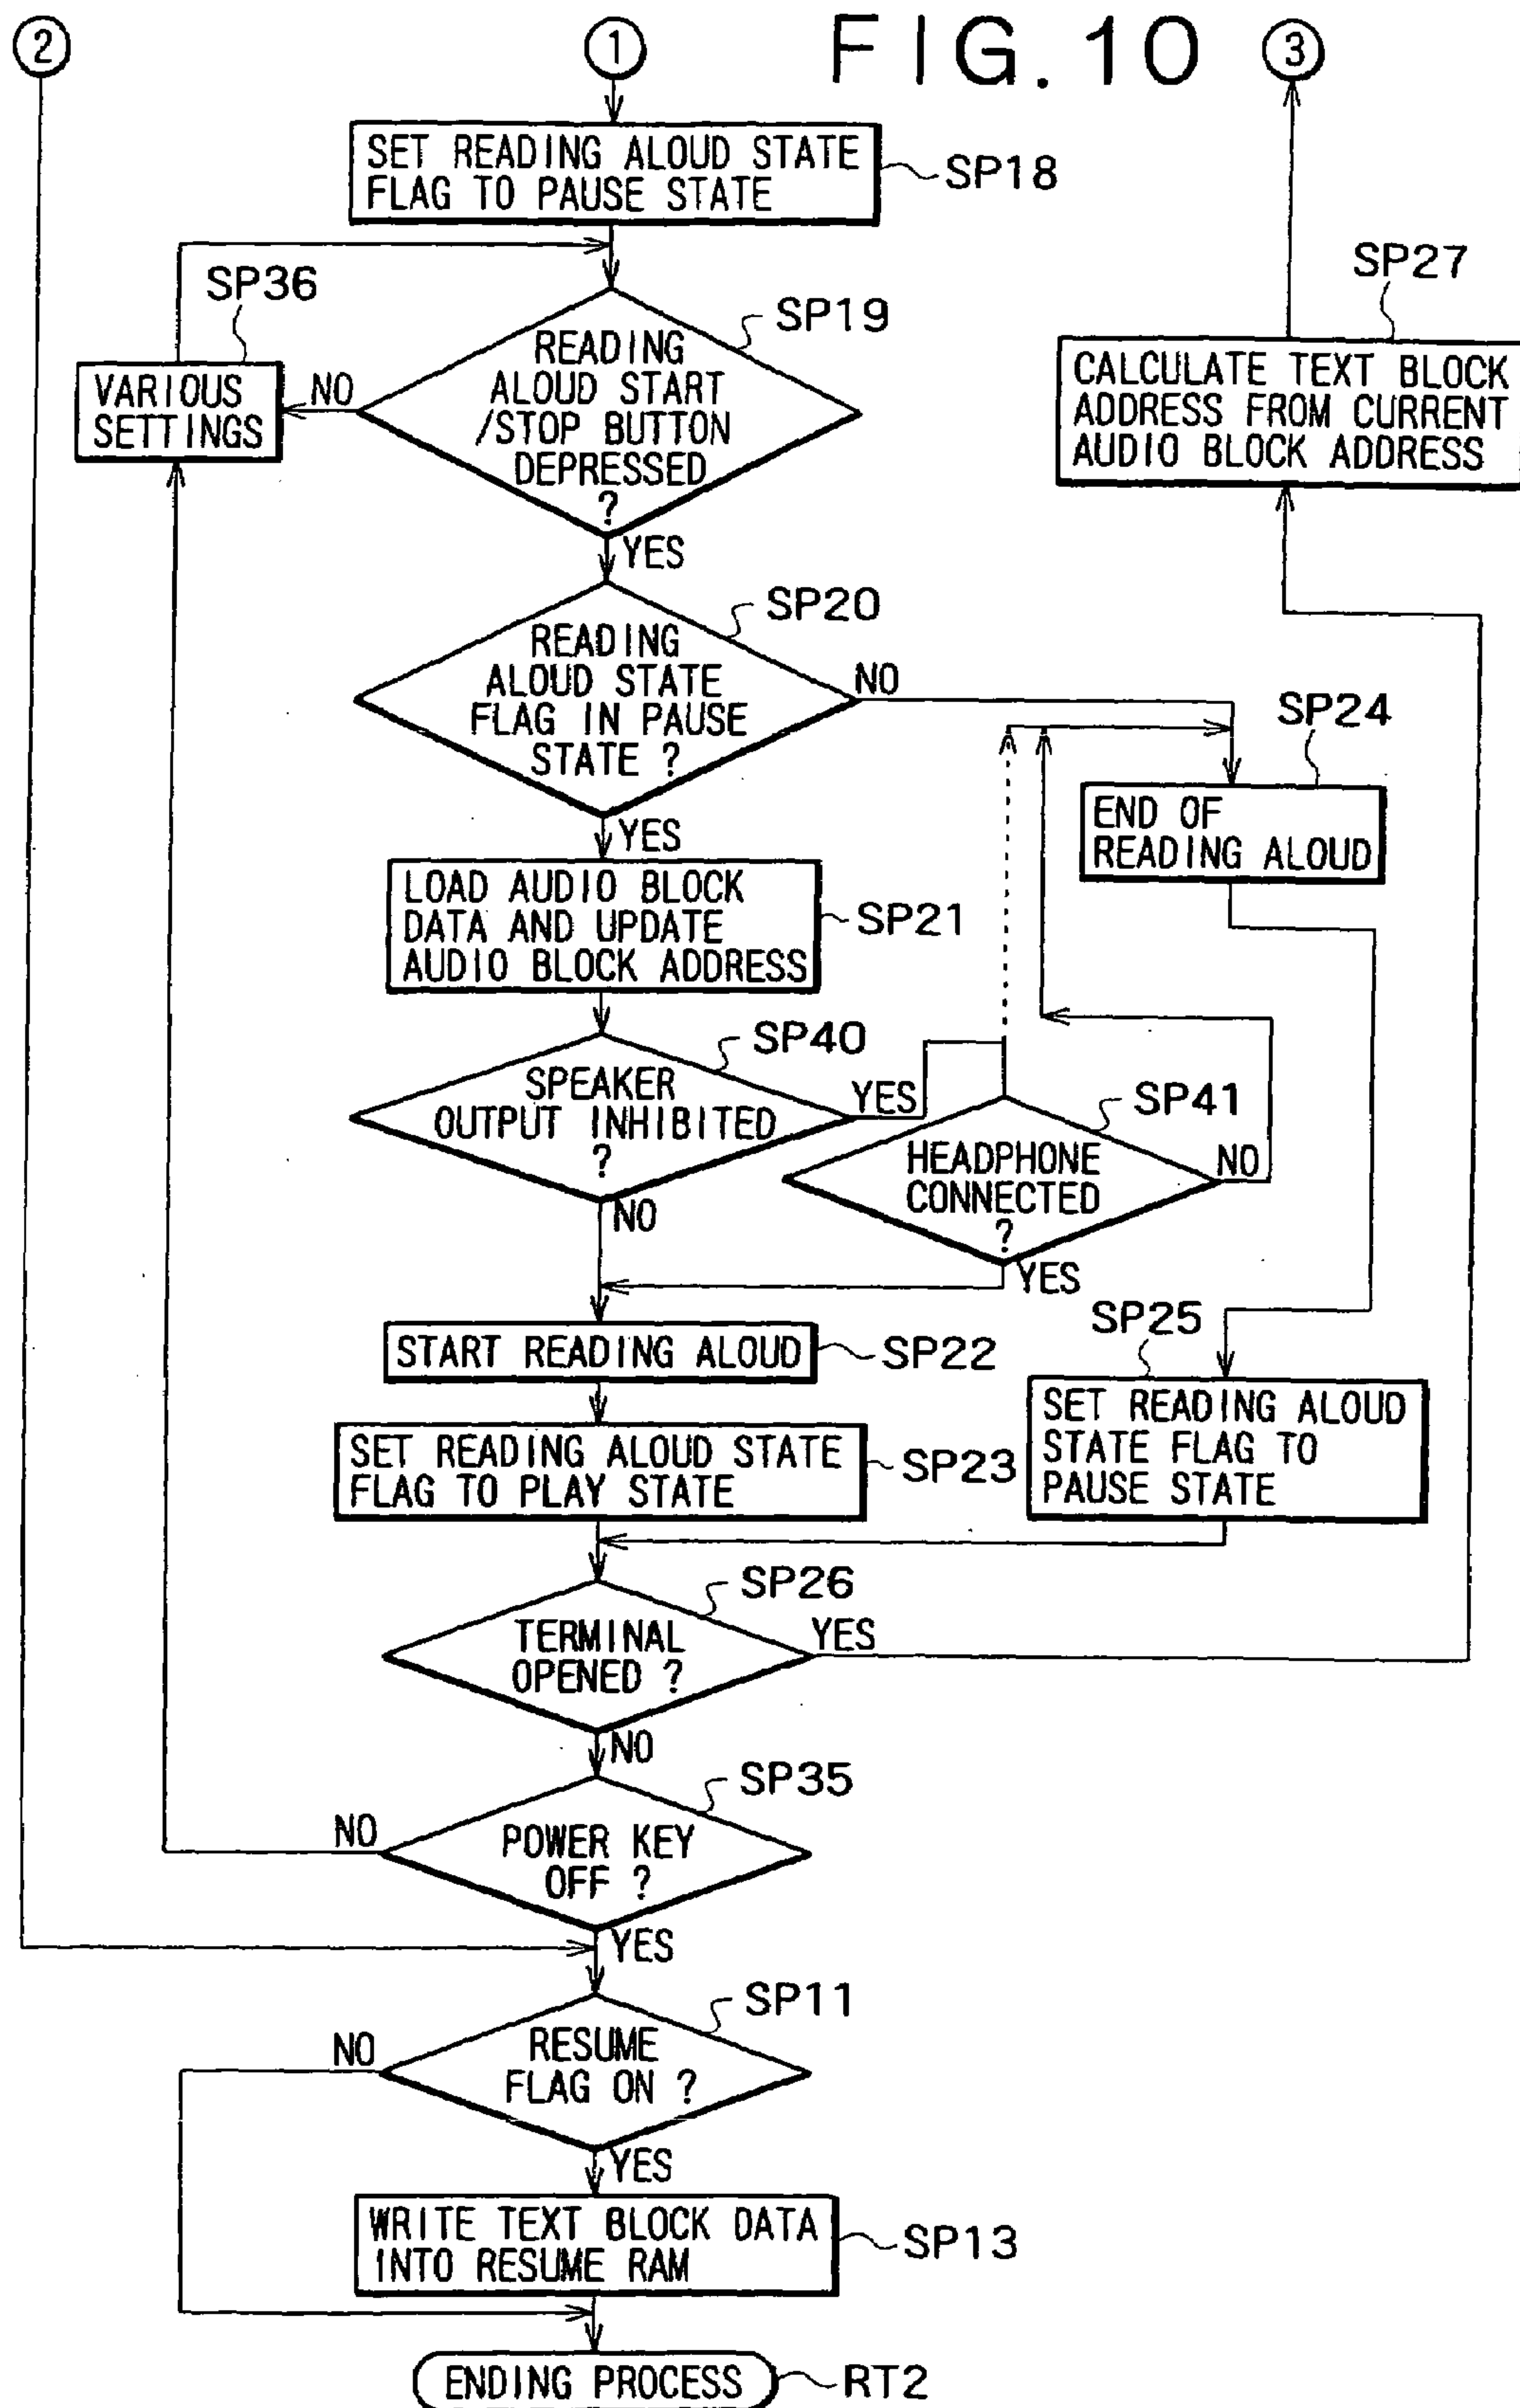 2
1
FIG.10
3
SET READING ALOUD STATE
FLAG TO PAUSE STATE
SP18
SP36
VARIOUS
SETTINGS
NO
SP19
READING
ALOUD START
/STOP BUTTON
DEPRESSED
?
YES
SP27
CALCULATE TEXT BLOCK
ADDRESS FROM CURRENT
AUDIO BLOCK ADDRESS
SP20
READING
ALOUD STATE
FLAG IN PAUSE
STATE ?
NO
YES
SP24
END OF
READING ALOUD
LOAD AUDIO BLOCK
DATA AND UPDATE
AUDIO BLOCK ADDRESS
SP21
SP40
SPEAKER
OUTPUT INHIBITED
?
YES
NO
SP41
HEADPHONE
CONNECTED
?
NO
YES
START READING ALOUD
SP22
SP25
SET READING ALOUD
STATE FLAG TO
PAUSE STATE
SET READING ALOUD STATE
FLAG TO PLAY STATE
SP23
SP26
TERMINAL
OPENED ?
YES
NO
SP35
POWER KEY
OFF ?
NO
YES
SP11
RESUME
FLAG ON ?
NO
YES
WRITE TEXT BLOCK DATA
INTO RESUME RAM
SP13
ENDING PROCESS
RT2